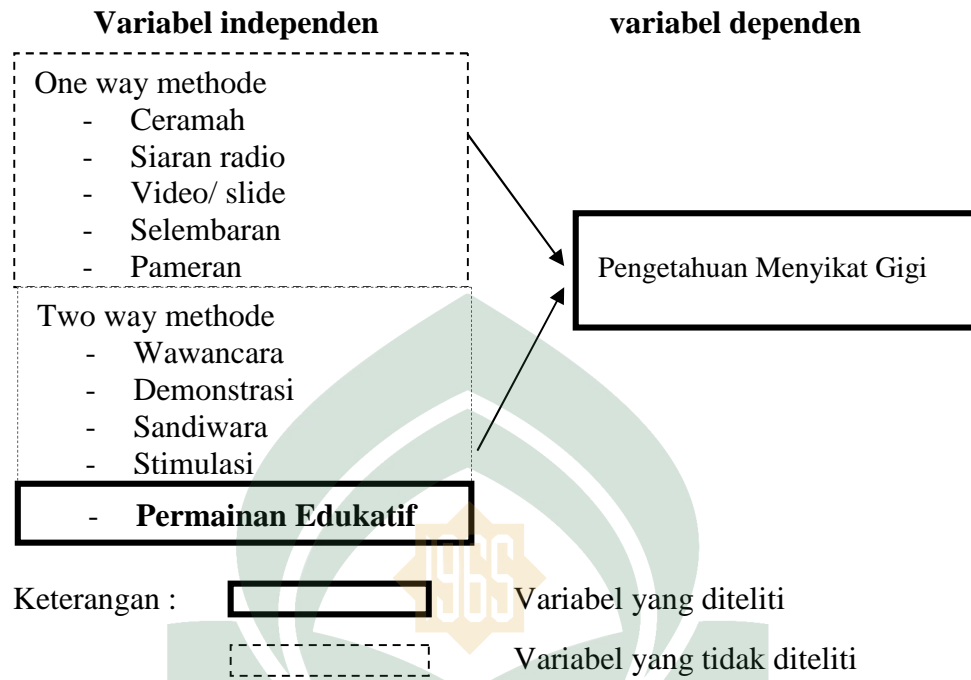 Variabel independen variabel dependen
One way methode
- Ceramah
- Siaran radio
- Video/ slide
- Selembaran
- Pameran
Pengetahuan Menyikat Gigi
Two way methode
- Wawancara
- Demonstrasi
- Sandiwara
- Stimulasi
- Permainan Edukatif
1965
Keterangan :
Variabel yang diteliti
Variabel yang tidak diteliti